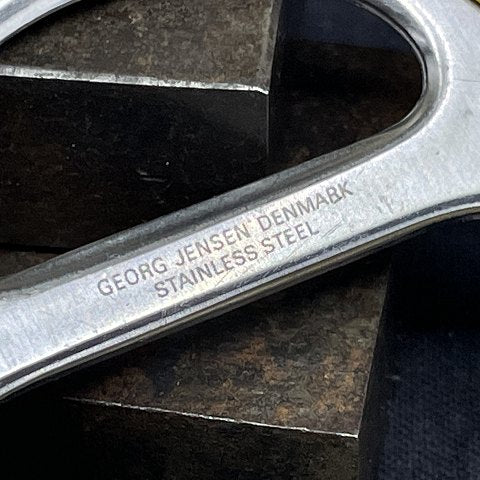 GEORG JENSEN DENMARK
STAINLESS STEEL